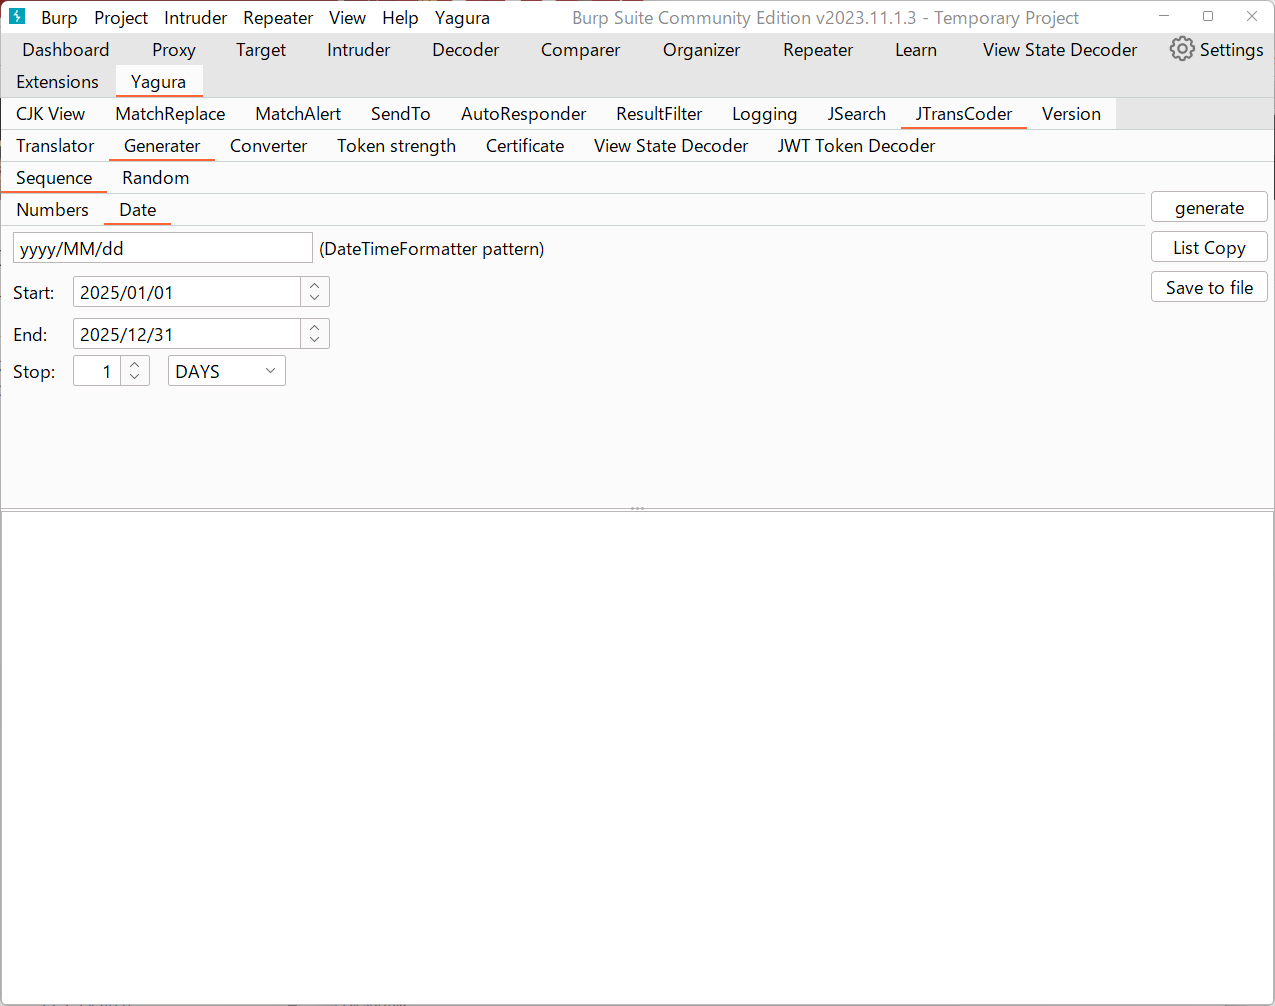 Burp Project Intruder Repeater View Help Yagura Burp Suite Community Edition v2023.11.1.3 - Temporary Project
Dashboard Proxy Target Intruder Decoder Comparer Organizer Repeater Learn View State Decoder Settings
Extensions Yagura
CJK View MatchReplace MatchAlert SendTo AutoResponder ResultFilter Logging JSearch JTransCoder Version
Translator Generater Converter Token strength Certificate View State Decoder JWT Token Decoder
Sequence Random
Numbers Date generate
yyyy/MM/dd (DateTimeFormatter pattern) List Copy
Start: 2025/01/01 Save to file
End: 2025/12/31
Stop: 1 DAYS